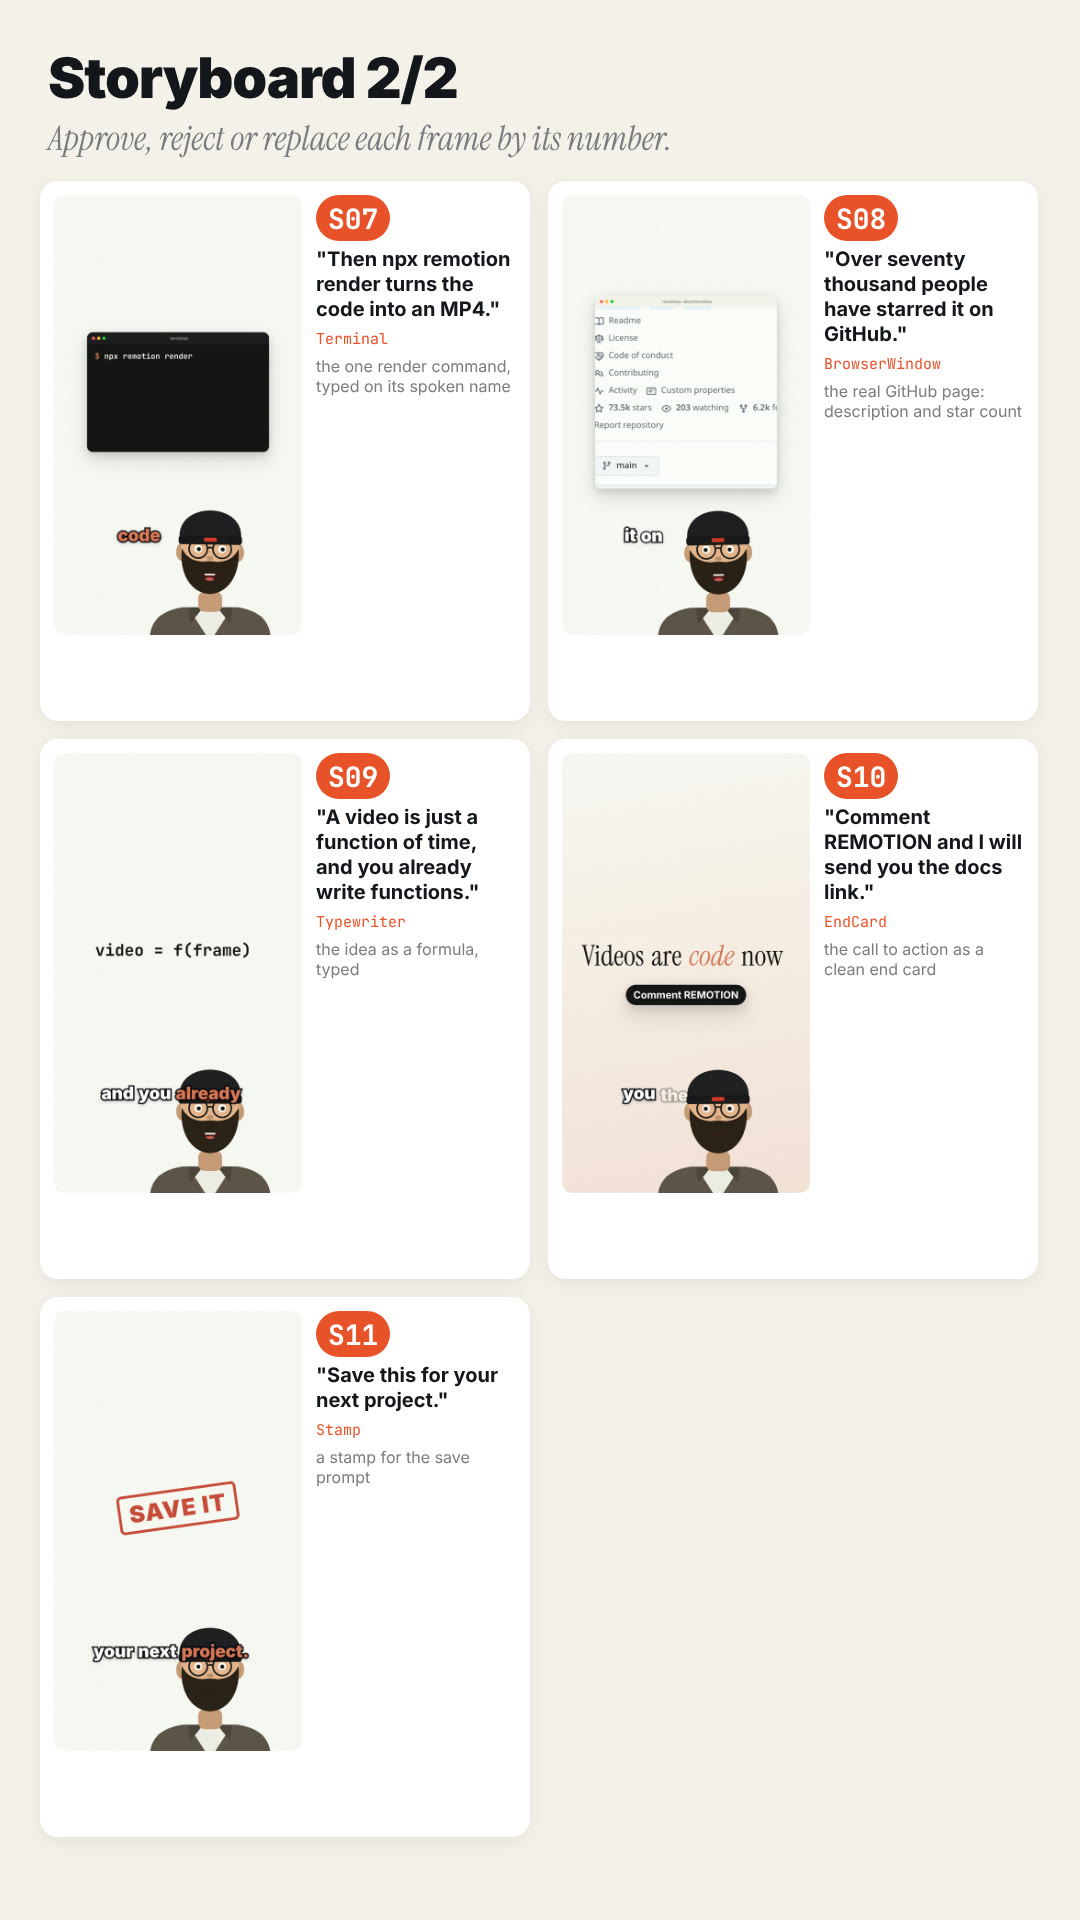 Storyboard 2/2
Approve, reject or replace each frame by its number.
S07
"Then npx remotion
render turns the
code into an MP4."
Terminal
the one render command,
typed on its spoken name
terminal
$ npx remotion render
code
S08
"Over seventy
thousand people
have starred it on
GitHub."
BrowserWindow
the real GitHub page:
description and star count
Readme
License
Code of conduct
Contributing
Activity Custom properties
73.5k stars 203 watching 6.2k fo
Report repository
main
it on
S09
"A video is just a
function of time,
and you already
write functions."
Typewriter
the idea as a formula,
typed
video = f(frame)
and you already
S10
"Comment
REMOTION and I will
send you the docs
link."
EndCard
the call to action as a
clean end card
Videos are code now
Comment REMOTION
you the
S11
"Save this for your
next project."
Stamp
a stamp for the save
prompt
SAVE IT
your next project.